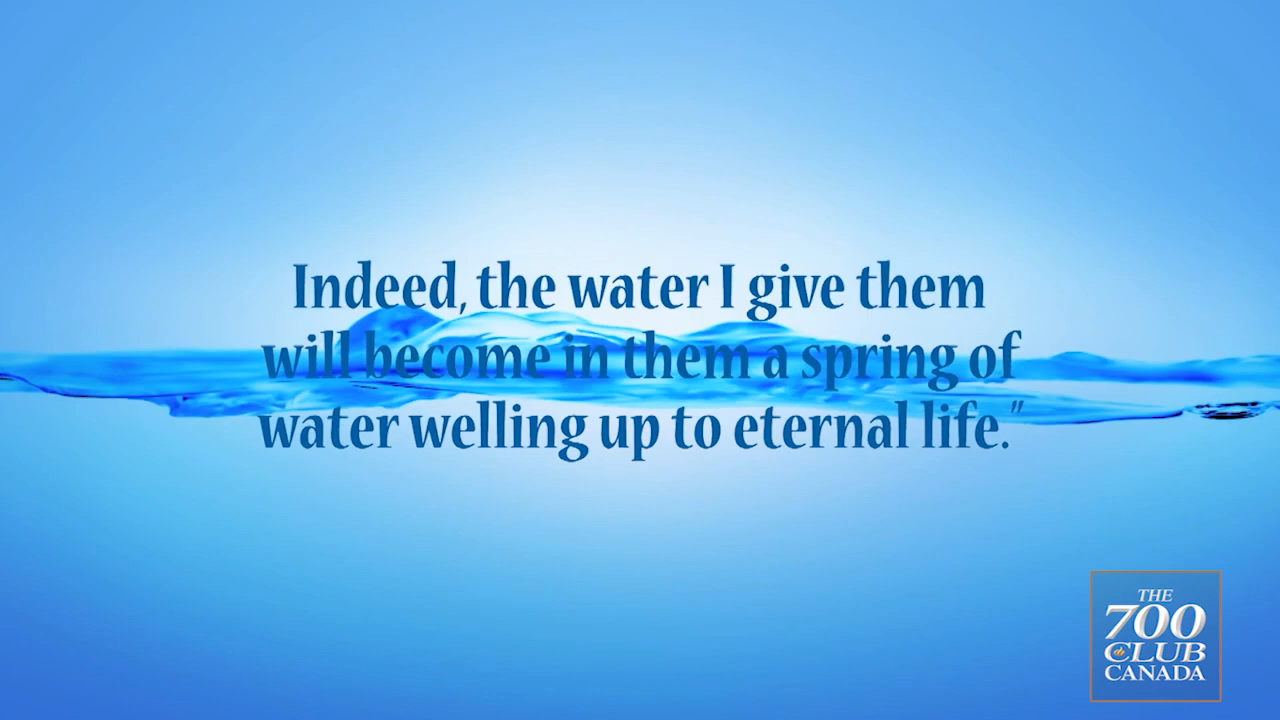 Indeed, the water I give them
will become in them a spring of
water welling up to eternal life."
THE
700
CLUB
CANADA